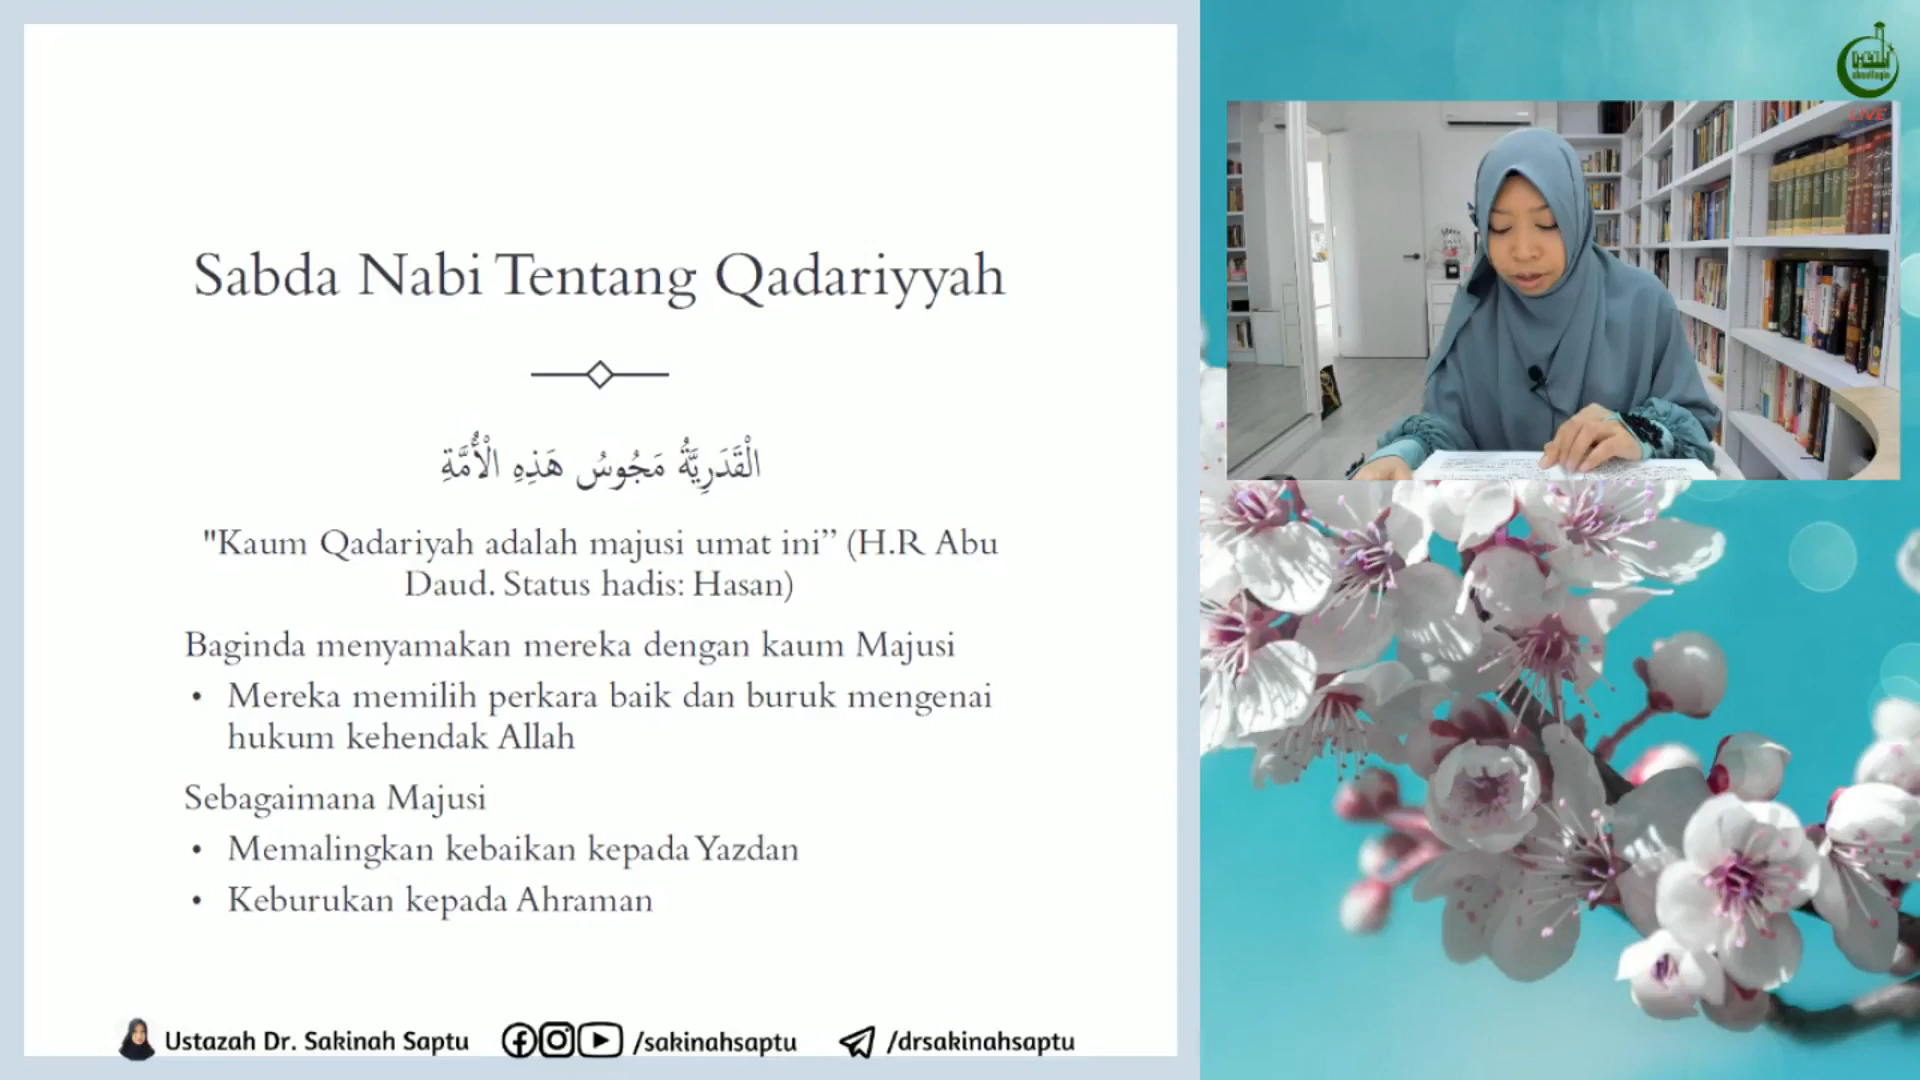 Sabda Nabi Tentang Qadariyyah
الْقَدَرِيَّةُ مَجُوسُ هَذِهِ الْأُمَّةِ
"Kaum Qadariyah adalah majusi umat ini” (H.R Abu
Daud. Status hadis: Hasan)
Baginda menyamakan mereka dengan kaum Majusi
• Mereka memilih perkara baik dan buruk mengenai
hukum kehendak Allah
Sebagaimana Majusi
• Memalingkan kebaikan kepada Yazdan
• Keburukan kepada Ahraman
Ustazah Dr. Sakinah Saptu
/sakinahsaptu
/drsakinahsaptu
LIVE